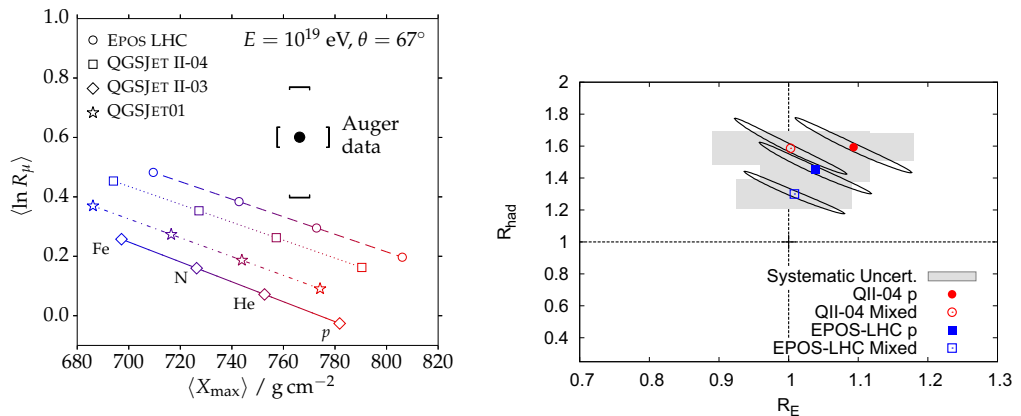 1.0
0.8
0.6
0.4
0.2
0.0
⟨ln Rμ⟩
EPOS LHC
QGSJET II-04
QGSJET II-03
QGSJET01
E = 10¹⁹ eV, θ = 67°
Auger
data
Fe
N
He
p
680 700 720 740 760 780 800 820
⟨Xmax⟩ / g cm⁻²
2
1.8
1.6
1.4
1.2
1
0.8
0.6
0.4
R_had
Systematic Uncert.
QII-04 p
QII-04 Mixed
EPOS-LHC p
EPOS-LHC Mixed
0.7 0.8 0.9 1 1.1 1.2 1.3
R_E